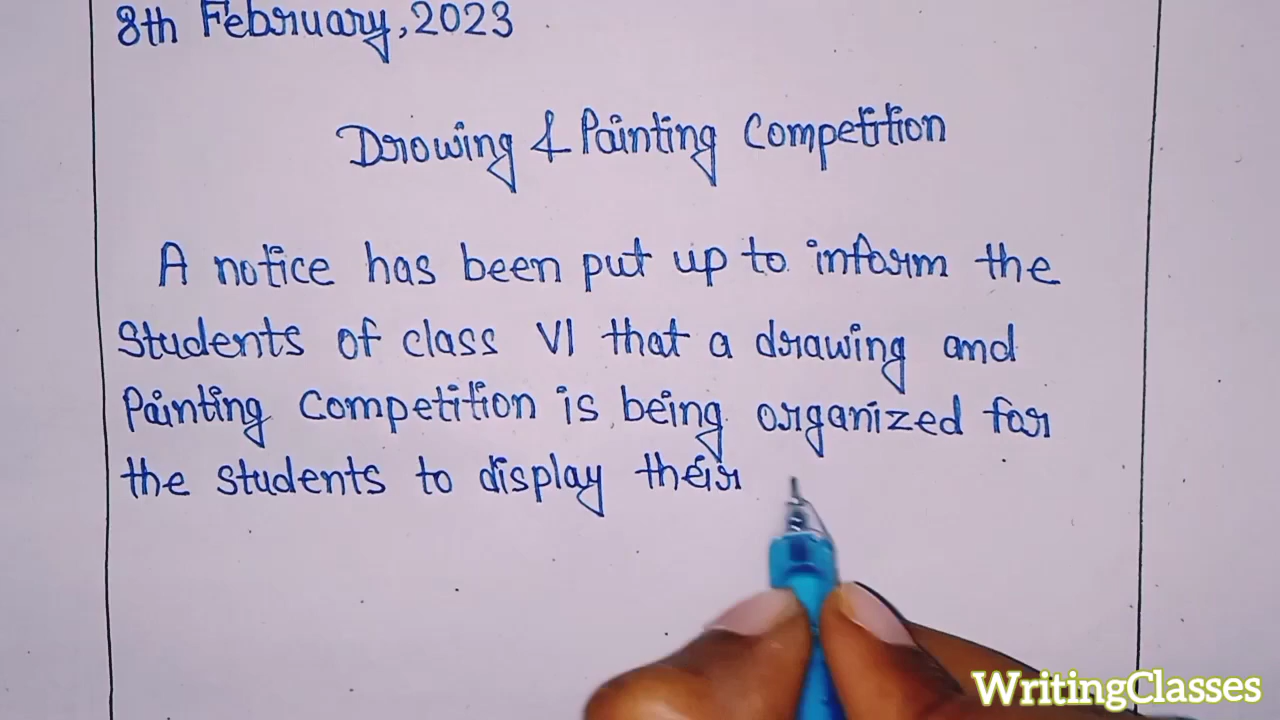 8th February, 2023
Drowing & Painting Competition
A notice has been put up to inform the
Students of class VI that a drawing and
Painting Competition is being organized for
the students to display their
WritingClasses